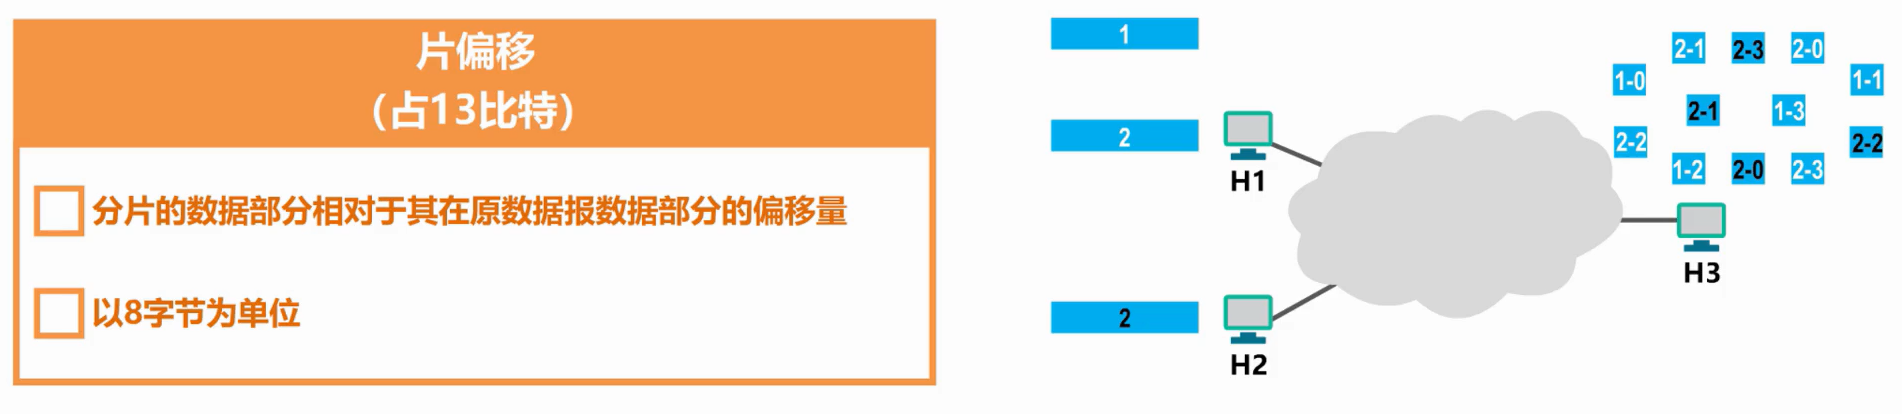 片偏移
（占13比特）
分片的数据部分相对于其在原数据报数据部分的偏移量
以8字节为单位
1
2
H1
2
H2
2-1 2-3 2-0
1-0 1-1
2-1 1-3
2-2 2-2
1-2 2-0 2-3
H3